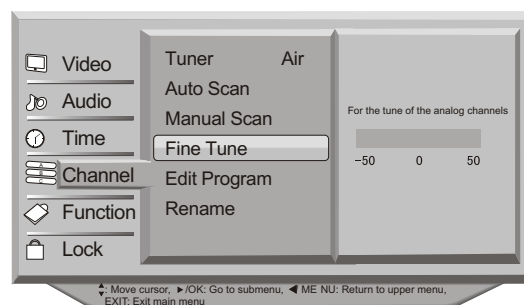 Video
Audio
Time
Channel
Function
Lock
Tuner Air
Auto Scan
Manual Scan
Fine Tune
Edit Program
Rename
For the tune of the analog channels
-50 0 50
: Move cursor, ►/OK: Go to submenu, ◄ ME NU: Return to upper menu,
EXIT: Exit main menu